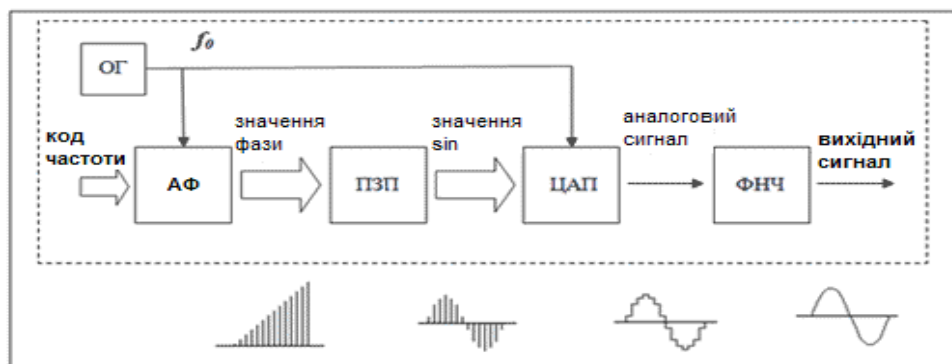 f₀
ОГ
код
частоти
значення
фази
значення
sin
аналоговий
сигнал
вихідний
сигнал
АФ
ПЗП
ЦАП
ФНЧ